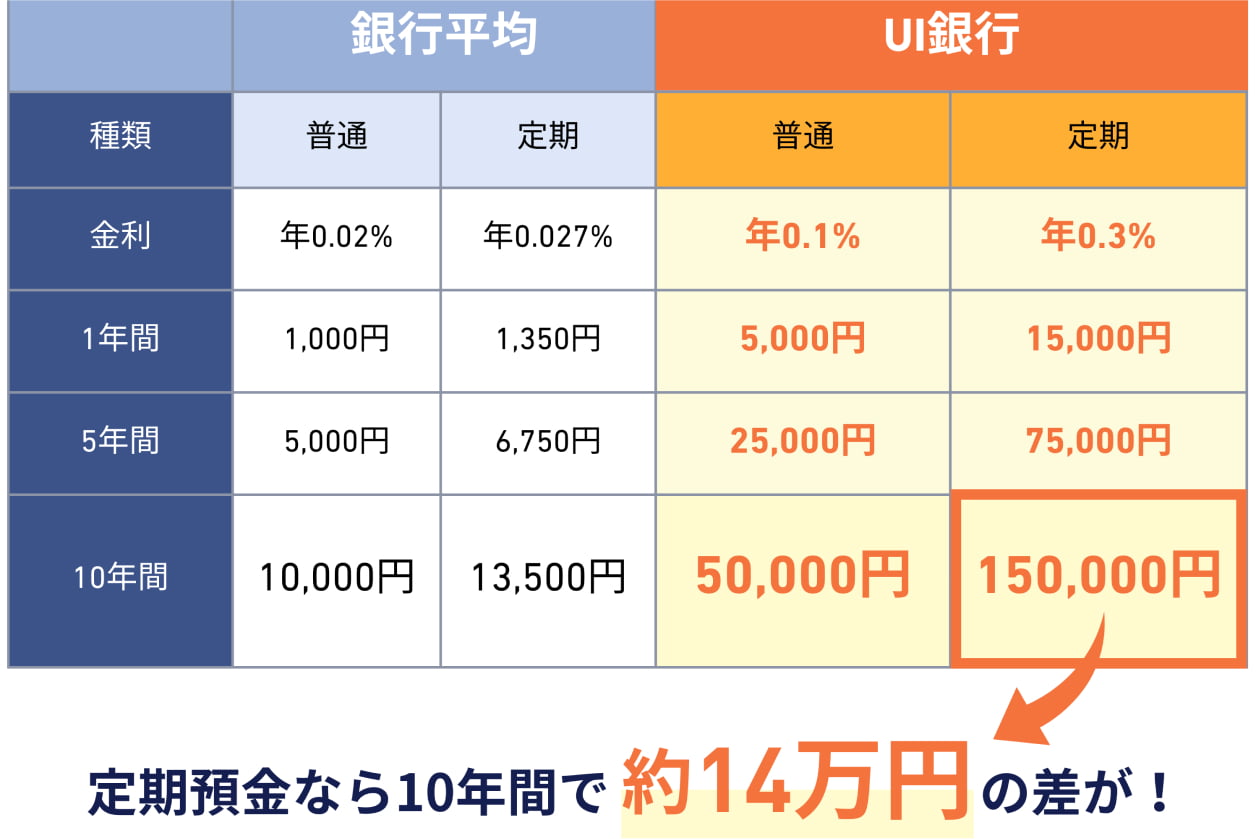 銀行平均 UI銀行
種類 普通 定期 普通 定期
金利 年0.02% 年0.027% 年0.1% 年0.3%
1年間 1,000円 1,350円 5,000円 15,000円
5年間 5,000円 6,750円 25,000円 75,000円
10年間 10,000円 13,500円 50,000円 150,000円
定期預金なら10年間で 約14万円 の差が！